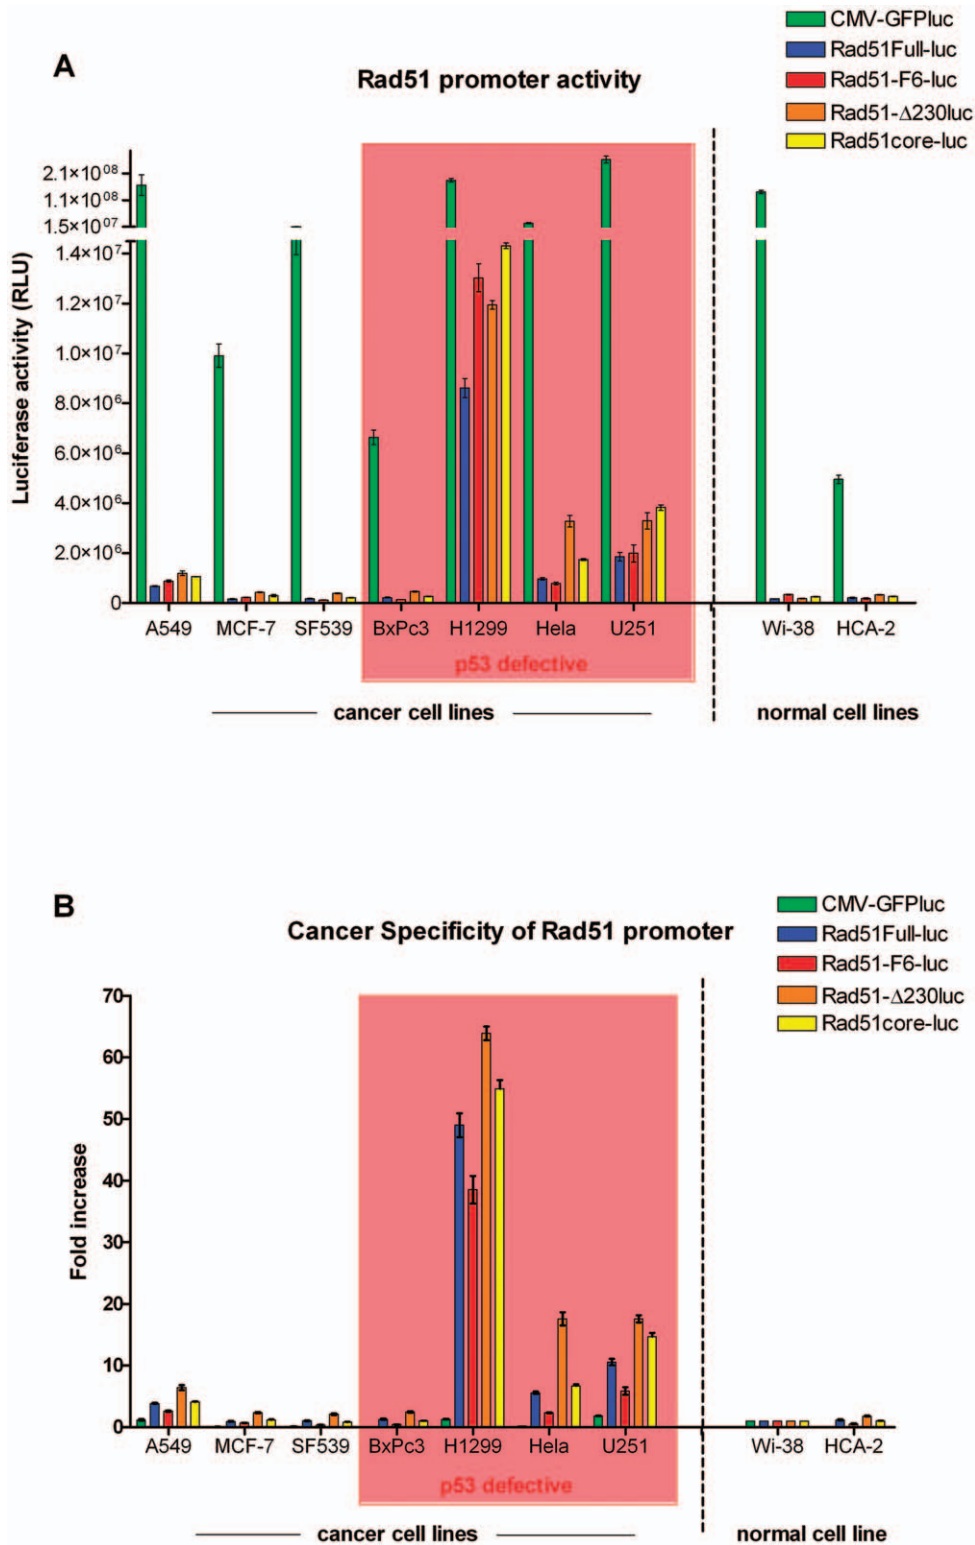 A
Rad51 promoter activity
CMV-GFPluc
Rad51Full-luc
Rad51-F6-luc
Rad51-Δ230luc
Rad51core-luc
Luciferase activity (RLU)
2.1×10⁰⁸
1.1×10⁰⁸
1.5×10⁰⁷
1.4×10⁷
1.2×10⁷
1.0×10⁷
8.0×10⁶
6.0×10⁶
4.0×10⁶
2.0×10⁶
0
A549 MCF-7 SF539 BxPc3 H1299 Hela U251 Wi-38 HCA-2
p53 defective
cancer cell lines normal cell lines
B
Cancer Specificity of Rad51 promoter
CMV-GFPluc
Rad51Full-luc
Rad51-F6-luc
Rad51-Δ230luc
Rad51core-luc
Fold increase
70
60
50
40
30
20
10
0
A549 MCF-7 SF539 BxPc3 H1299 Hela U251 Wi-38 HCA-2
p53 defective
cancer cell lines normal cell line